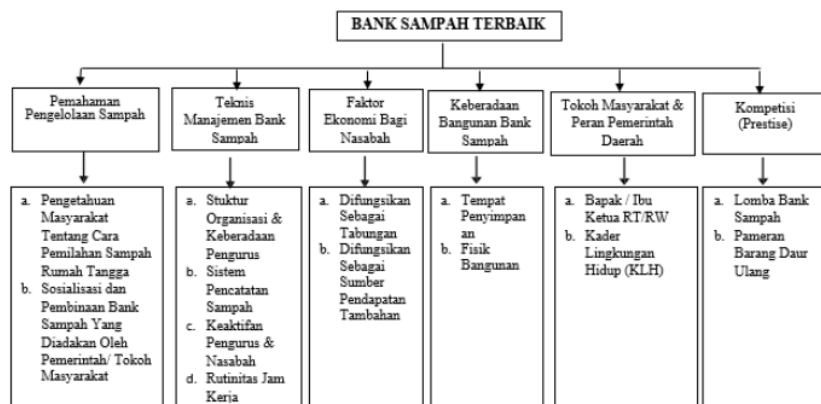 BANK SAMPAH TERBAIK
Pemahaman
Pengelolaan Sampah
Teknis
Manajemen Bank
Sampah
Faktor
Ekonomi Bagi
Nasabah
Keberadaan
Bangunan Bank
Sampah
Tokoh Masyarakat &
Peran Pemerintah
Daerah
Kompetisi
(Prestise)
a. Pengetahuan
Masyarakat
Tentang Cara
Pemilahan Sampah
Rumah Tangga
b. Sosialisasi dan
Pembinaan Bank
Sampah Yang
Diadakan Oleh
Pemerintah/ Tokoh
Masyarakat
a. Stuktur
Organisasi &
Keberadaan
Pengurus
b. Sistem
Pencatatan
Sampah
c. Keaktifan
Pengurus &
Nasabah
d. Rutinitas Jam
Kerja
a. Difungsikan
Sebagai
Tabungan
b. Difungsikan
Sebagai
Sumber
Pendapatan
Tambahan
a. Tempat
Penyimpan
an
b. Fisik
Bangunan
a. Bapak / Ibu
Ketua RT/RW
b. Kader
Lingkungan
Hidup (KLH)
a. Lomba Bank
Sampah
b. Pameran
Barang Daur
Ulang